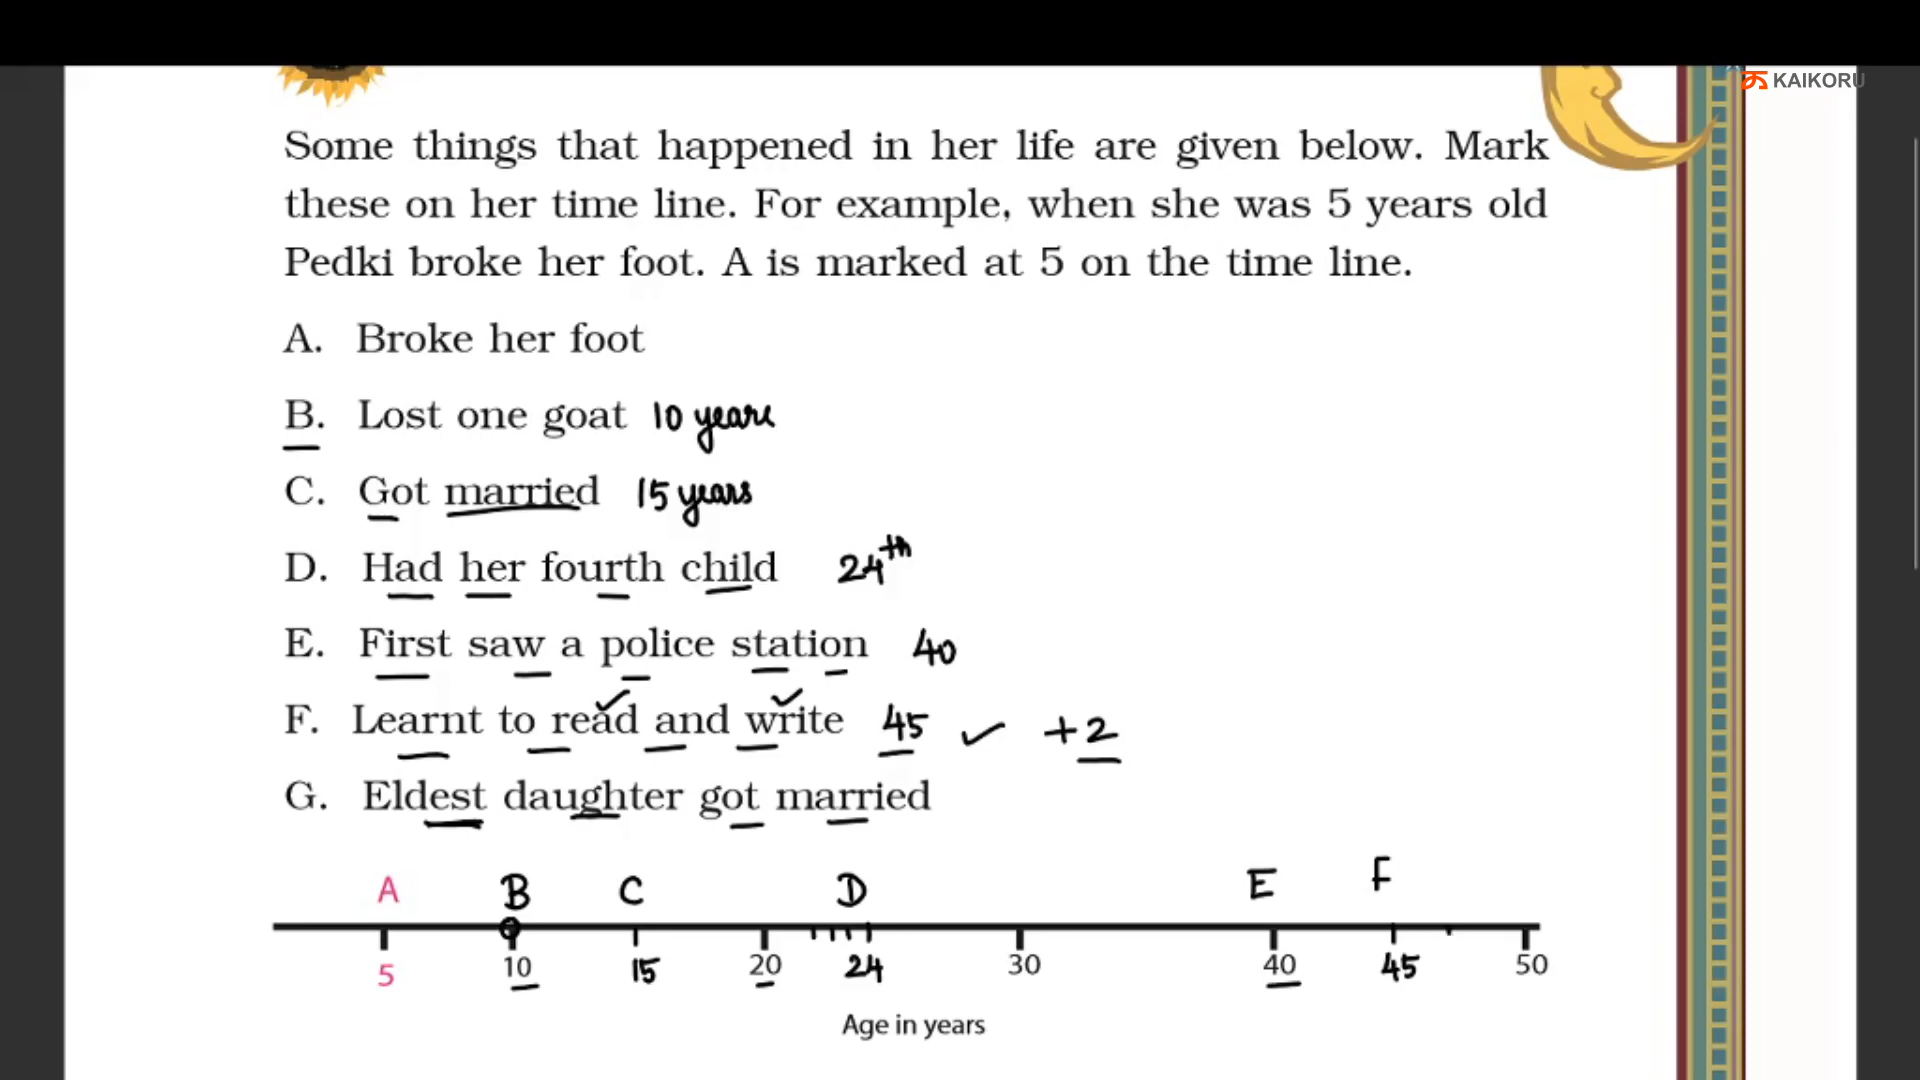 KAIKORU
Some things that happened in her life are given below. Mark
these on her time line. For example, when she was 5 years old
Pedki broke her foot. A is marked at 5 on the time line.
A. Broke her foot
B. Lost one goat 10 years
C. Got married 15 years
D. Had her fourth child 24th
E. First saw a police station 40
F. Learnt to read and write 45 ✓ +2
G. Eldest daughter got married
A B C D E F
5 10 15 20 24 30 40 45 50
Age in years